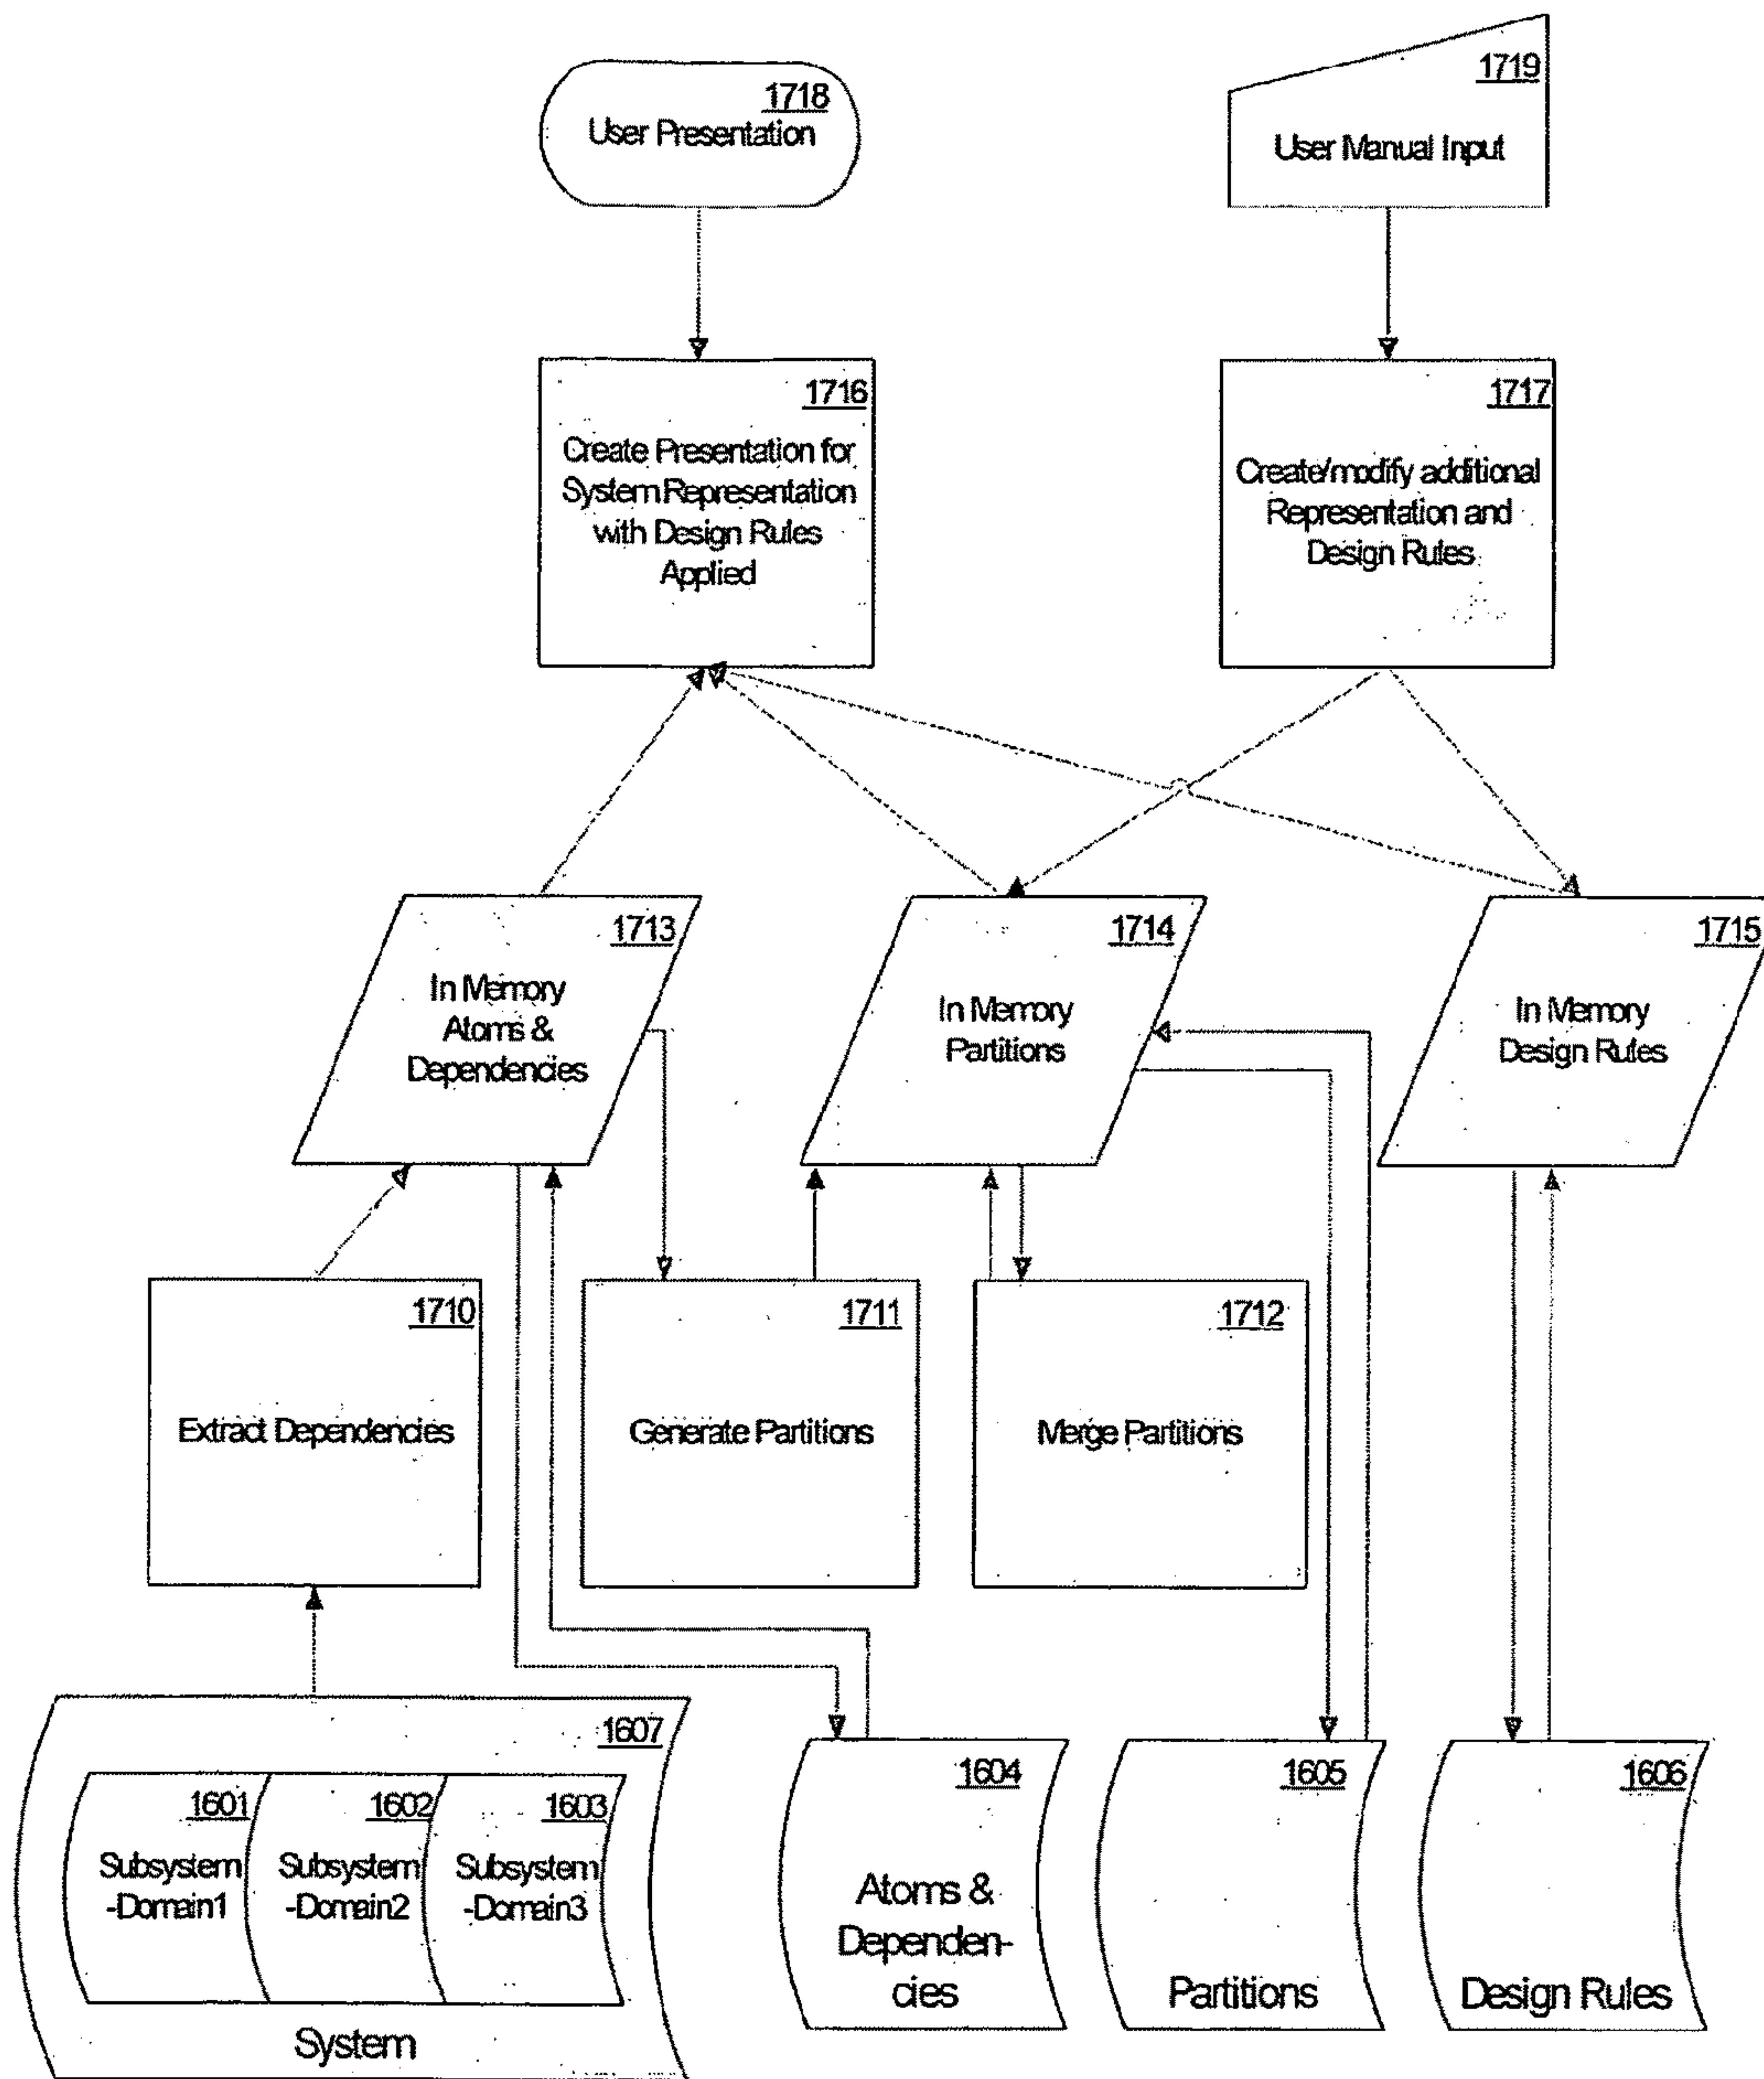 1718
User Presentation
1719
User Manual Input
1716
Create Presentation for
System Representation
with Design Rules
Applied
1717
Create/modify additional
Representation and
Design Rules
1713
In Memory
Atoms &
Dependencies
1714
In Memory
Partitions
1715
In Memory
Design Rules
1710
Extract Dependencies
1711
Generate Partitions
1712
Merge Partitions
1607
1601
Subsystem
-Domain1
1602
Subsystem
-Domain2
1603
Subsystem
-Domain3
System
1604
Atoms &
Dependen-
cies
1605
Partitions
1606
Design Rules